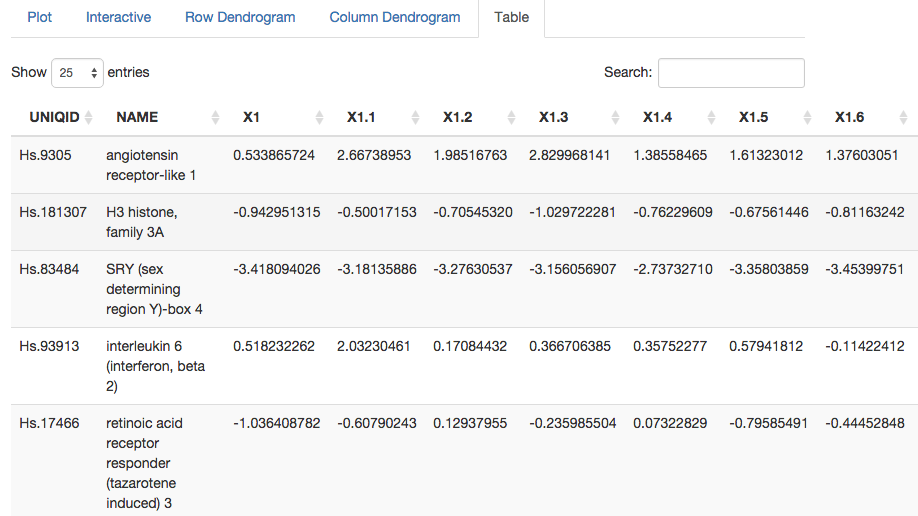 Plot Interactive Row Dendrogram Column Dendrogram Table
Show 25 entries Search:
UNIQID NAME X1 X1.1 X1.2 X1.3 X1.4 X1.5 X1.6
Hs.9305 angiotensin 0.533865724 2.66738953 1.98516763 2.829968141 1.38558465 1.61323012 1.37603051
receptor-like 1
Hs.181307 H3 histone, -0.942951315 -0.50017153 -0.70545320 -1.029722281 -0.76229609 -0.67561446 -0.81163242
family 3A
Hs.83484 SRY (sex -3.418094026 -3.18135886 -3.27630537 -3.156056907 -2.73732710 -3.35803859 -3.45399751
determining
region Y)-box 4
Hs.93913 interleukin 6 0.518232262 2.03230461 0.17084432 0.366706385 0.35752277 0.57941812 -0.11422412
(interferon, beta
2)
Hs.17466 retinoic acid -1.036408782 -0.60790243 0.12937955 -0.235985504 0.07322829 -0.79585491 -0.44452848
receptor
responder
(tazarotene
induced) 3